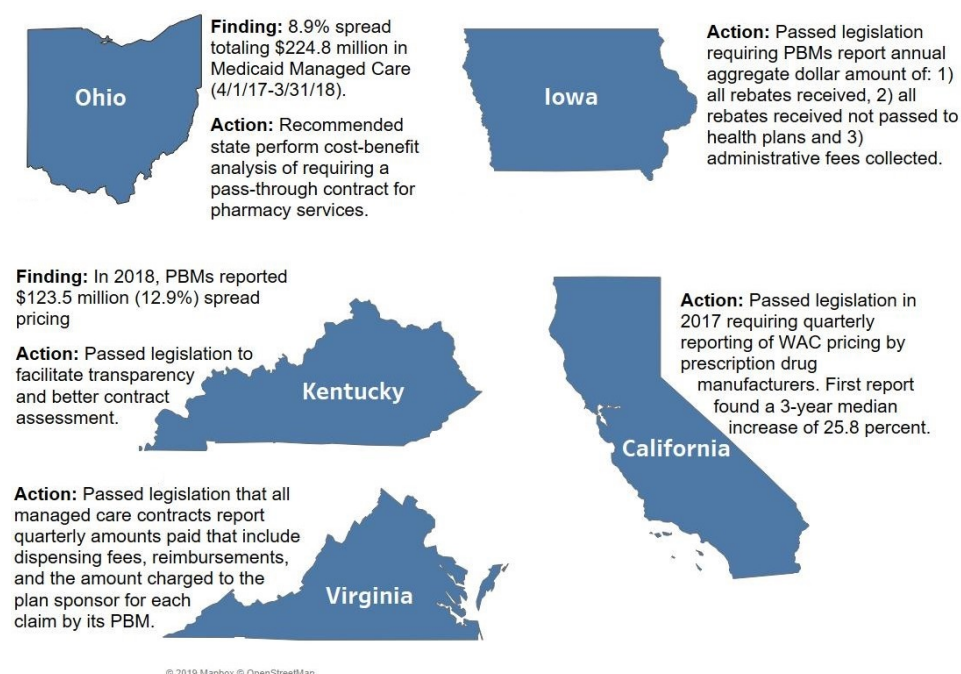 Finding: 8.9% spread
totaling $224.8 million in
Medicaid Managed Care
(4/1/17-3/31/18).
Action: Recommended
state perform cost-benefit
analysis of requiring a
pass-through contract for
pharmacy services.
Ohio
Action: Passed legislation
requiring PBMs report annual
aggregate dollar amount of: 1)
all rebates received, 2) all
rebates received not passed to
health plans and 3)
administrative fees collected.
Iowa
Finding: In 2018, PBMs reported
$123.5 million (12.9%) spread
pricing
Action: Passed legislation to
facilitate transparency
and better contract
assessment.
Kentucky
Action: Passed legislation in
2017 requiring quarterly
reporting of WAC pricing by
prescription drug
manufacturers. First report
found a 3-year median
increase of 25.8 percent.
California
Action: Passed legislation that all
managed care contracts report
quarterly amounts paid that include
dispensing fees, reimbursements,
and the amount charged to the
plan sponsor for each
claim by its PBM.
Virginia
© 2019 Mapbox © OpenStreetMap